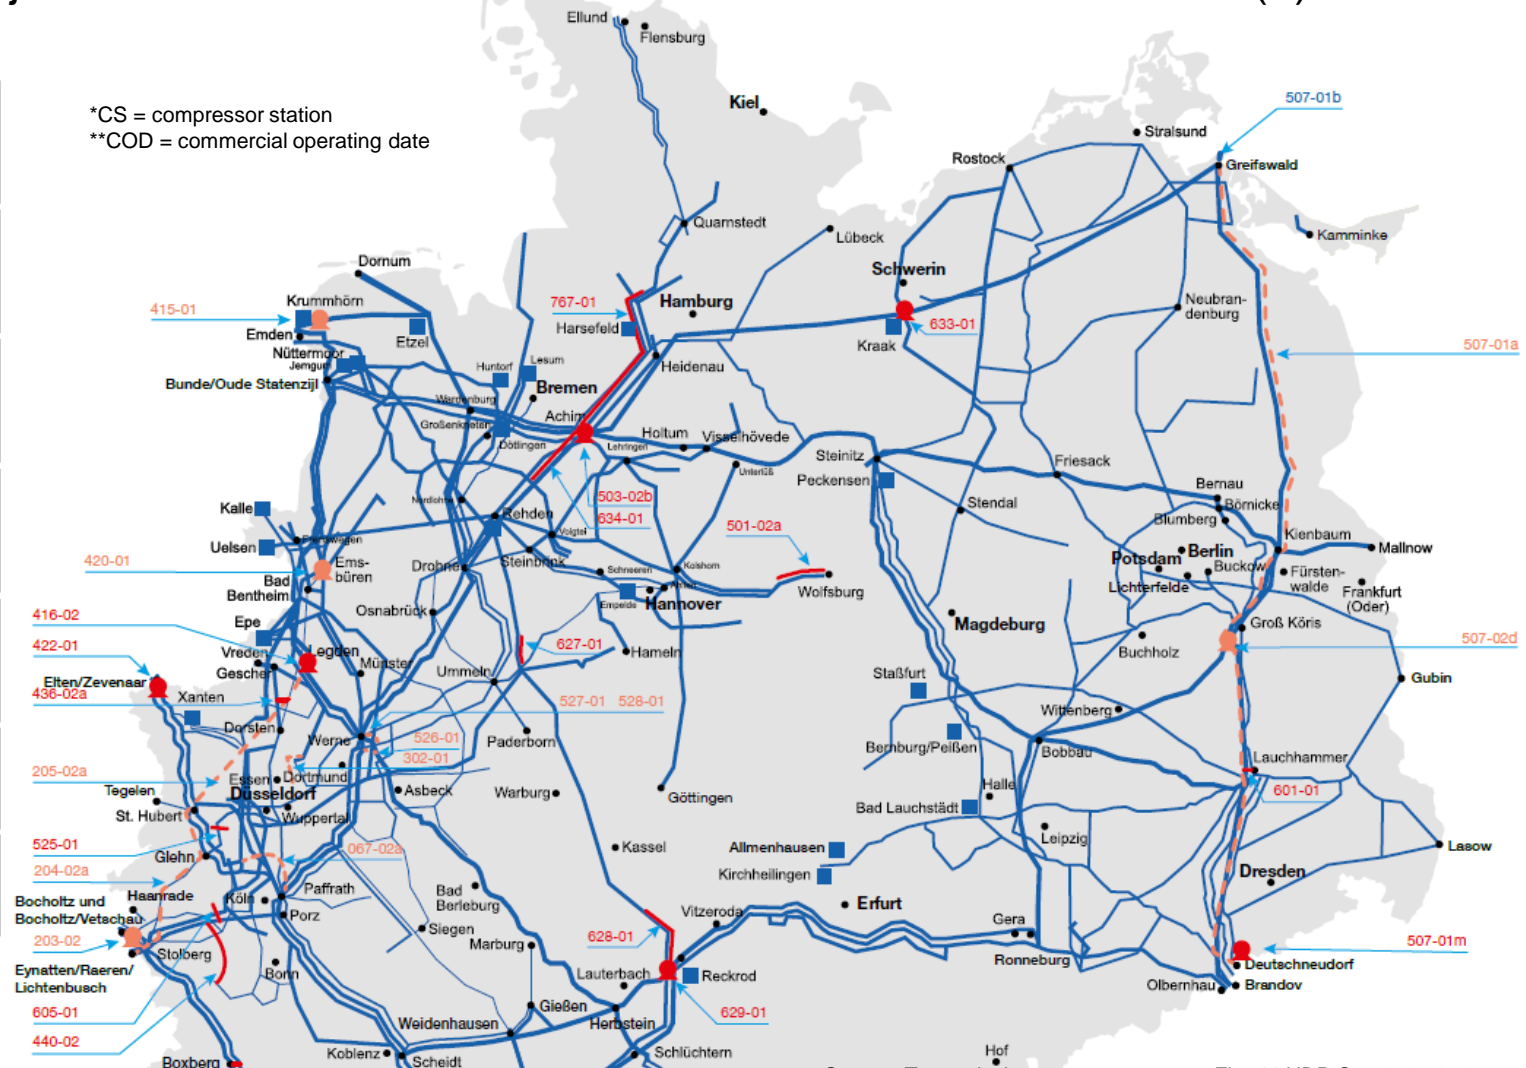 Ellund
Flensburg
*CS = compressor station
**COD = commercial operating date
Kiel
507-01b
Stralsund
Rostock
Greifswald
Quarnstedt
Lübeck
Kamminke
Dornum
Schwerin
415-01
Krummhörn
767-01
Hamburg
Neubran-
denburg
Emden
Etzel
Harsefeld
633-01
Kraak
507-01a
Nüttermoor
Jemgum
Huntorf
Lesum
Heidenau
Bunde/Oude Statenzijl
Bremen
Wardenburg
Achim
Großenkneten
Döttingen
Lehringen
Holtum
Visselhövede
Unterlüß
Steinitz
Peckensen
Friesack
Bernau
Börnicke
Blumberg
Kalle
Nordlohne
503-02b
634-01
Rehden
Voigtei
501-02a
Stendal
Kienbaum
Mallnow
Uelsen
Frenswegen
420-01
Ems-
büren
Drohne
Steinbrink
Schneeren
Kolshorn
Ahlten
Potsdam
Berlin
Buckow
Lichterfelde
Fürsten-
walde
Frankfurt
(Oder)
Bad
Bentheim
Empelde
Hannover
Wolfsburg
416-02
Osnabrück
Magdeburg
Groß Köris
507-02d
Epe
Buchholz
422-01
Vreden
Legden
627-01
Hameln
Gescher
Münster
Ummeln
Staßfurt
Gubin
Elten/Zevenaar
436-02a
Xanten
527-01
528-01
Wittenberg
Dorsten
Werne
526-01
302-01
Paderborn
Bernburg/Peißen
Bobbau
Lauchhammer
205-02a
Essen
Dortmund
Halle
601-01
Tegelen
Düsseldorf
Asbeck
Warburg
Göttingen
Bad Lauchstädt
St. Hubert
Wuppertal
Leipzig
525-01
Glehn
067-02a
Kassel
Allmenhausen
Lasow
204-02a
Kirchheilingen
Dresden
Haanrade
Köln
Paffrath
Bad
Berleburg
Bocholtz und
Bocholtz/Vetschau
Porz
Vitzeroda
Erfurt
Gera
203-02
Siegen
Marburg
628-01
507-01m
Stolberg
Lauterbach
Reckrod
Ronneburg
Deutschneudorf
Eynatten/Raeren/
Lichtenbusch
Bonn
Olbernhau
Brandov
605-01
Gießen
Herbstein
629-01
440-02
Weidenhausen
Koblenz
Scheidt
Schlüchtern
Hof
Boxberg